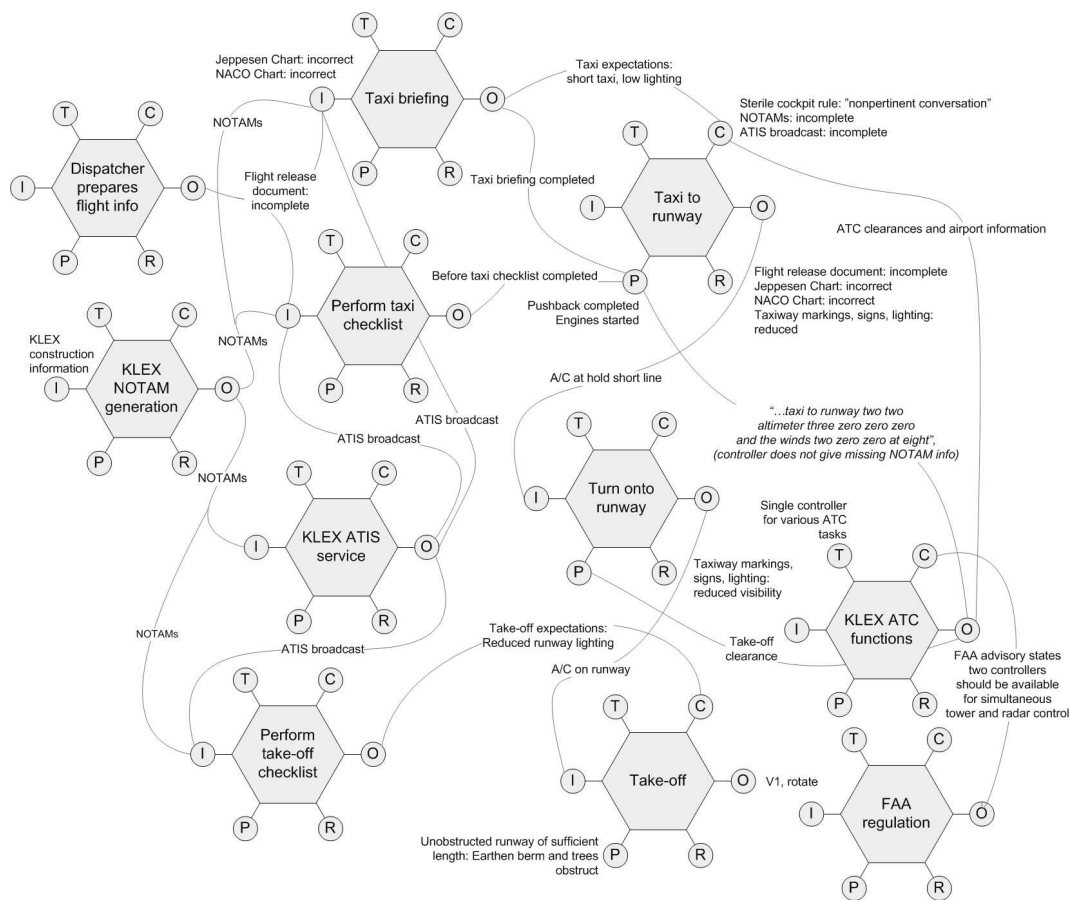 T
C
Jeppesen Chart: incorrect
NACO Chart: incorrect
I
Taxi briefing
O
P
R
Taxi expectations:
short taxi, low lighting
NOTAMs
T
C
Dispatcher
prepares
flight info
I
O
P
R
Flight release
document:
incomplete
Taxi briefing completed
Sterile cockpit rule: "nonpertinent conversation"
NOTAMs: incomplete
ATIS broadcast: incomplete
T
C
I
Taxi to
runway
O
P
R
ATC clearances and airport information
T
C
Before taxi checklist completed
I
Perform taxi
checklist
O
P
R
Pushback completed
Engines started
Flight release document: incomplete
Jeppesen Chart: incorrect
NACO Chart: incorrect
Taxiway markings, signs, lighting:
reduced
T
C
KLEX
construction
information
I
KLEX
NOTAM
generation
O
P
R
NOTAMs
A/C at hold short line
ATIS broadcast
ATIS broadcast
"…taxi to runway two two
altimeter three zero zero zero
and the winds two zero zero at eight",
(controller does not give missing NOTAM info)
NOTAMs
T
C
I
KLEX ATIS
service
O
P
R
T
C
I
Turn onto
runway
O
P
R
Single controller
for various ATC
tasks
T
C
I
KLEX ATC
functions
O
P
R
Taxiway markings,
signs, lighting:
reduced visibility
NOTAMs
ATIS broadcast
Take-off expectations:
Reduced runway lighting
Take-off
clearance
A/C on runway
FAA advisory states
two controllers
should be available
for simultaneous
tower and radar control
T
C
I
Perform
take-off
checklist
O
P
R
T
C
I
Take-off
O
V1, rotate
P
R
Unobstructed runway of sufficient
length: Earthen berm and trees
obstruct
T
C
I
FAA
regulation
O
P
R